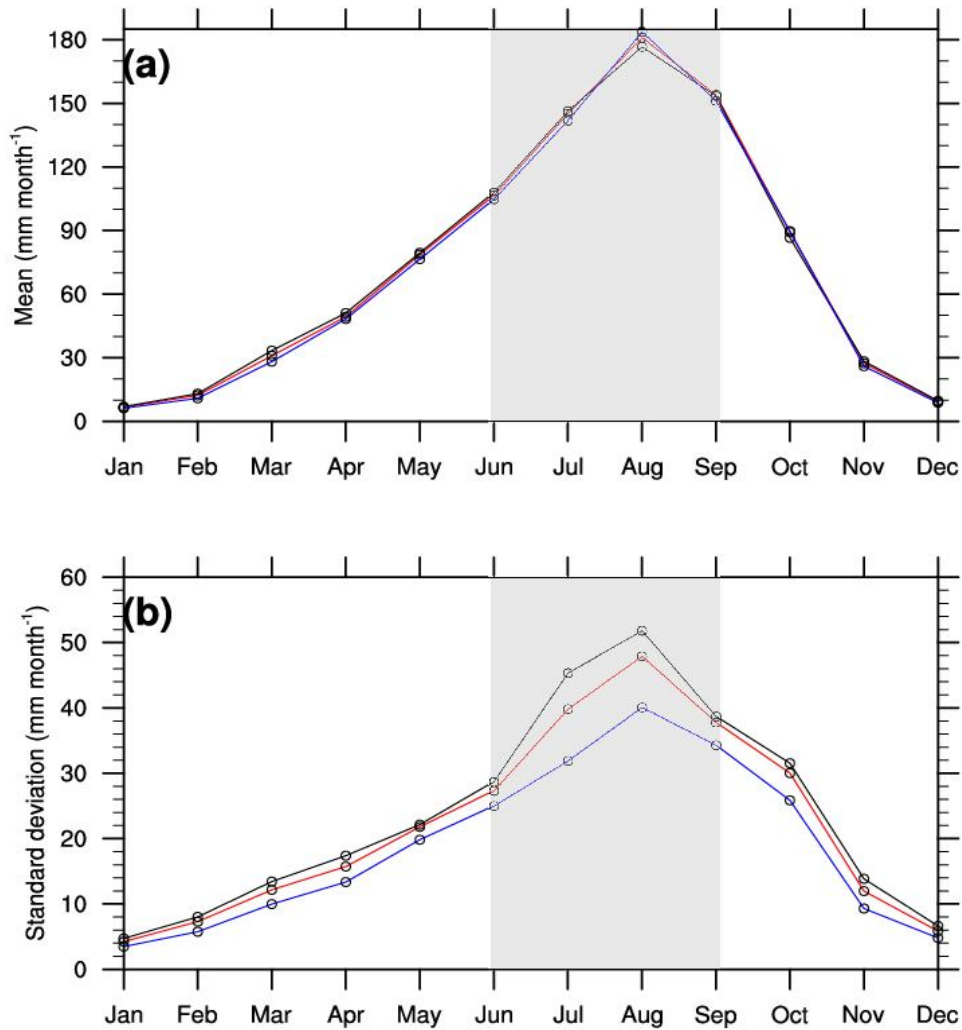 (a)
Mean (mm month⁻¹)
180
150
120
90
60
30
0
Jan Feb Mar Apr May Jun Jul Aug Sep Oct Nov Dec
(b)
Standard deviation (mm month⁻¹)
60
50
40
30
20
10
0
Jan Feb Mar Apr May Jun Jul Aug Sep Oct Nov Dec